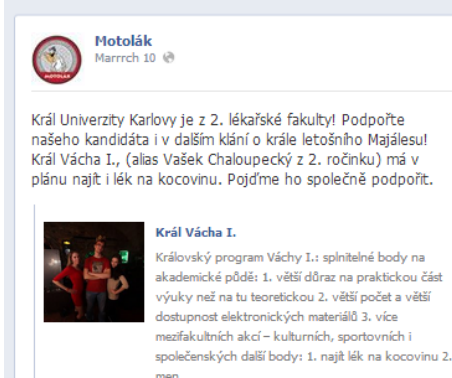 Motolák
Marrrch 10
MOTOLÁK
Král Univerzity Karlovy je z 2. lékařské fakulty! Podpořte
našeho kandidáta i v dalším klání o krále letošního Majálesu!
Král Vácha I., (alias Vašek Chaloupecký z 2. ročinku) má v
plánu najít i lék na kocovinu. Pojďme ho společně podpořit.
Král Vácha I.
Královský program Váchy I.: splnitelné body na
akademické půdě: 1. větší důraz na praktickou část
výuky než na tu teoretickou 2. větší počet a větší
dostupnost elektronických materiálů 3. více
mezifakultních akcí – kulturních, sportovních i
společenských další body: 1. najít lék na kocovinu 2.